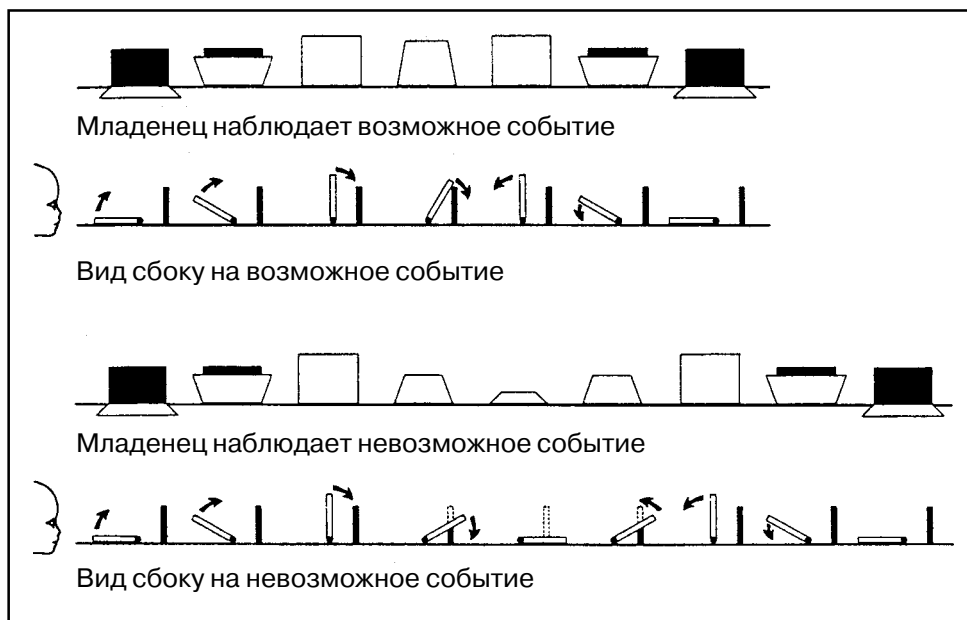 Младенец наблюдает возможное событие
Вид сбоку на возможное событие
Младенец наблюдает невозможное событие
Вид сбоку на невозможное событие